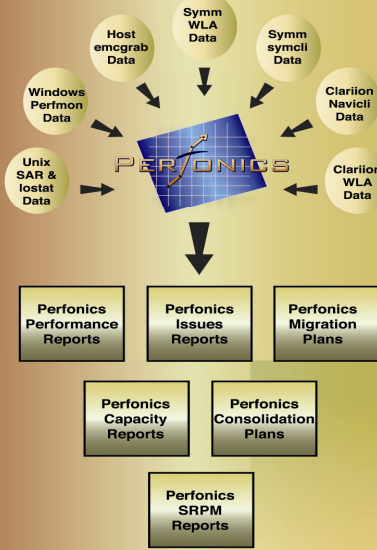 Symm
WLA
Data
Host
emcgrab
Data
Symm
symcli
Data
Windows
Perfmon
Data
Clariion
Navicli
Data
Unix
SAR &
Iostat
Data
PERFONICS
Clariion
WLA
Data
Perfonics
Performance
Reports
Perfonics
Issues
Reports
Perfonics
Migration
Plans
Perfonics
Capacity
Reports
Perfonics
Consolidation
Plans
Perfonics
SRPM
Reports